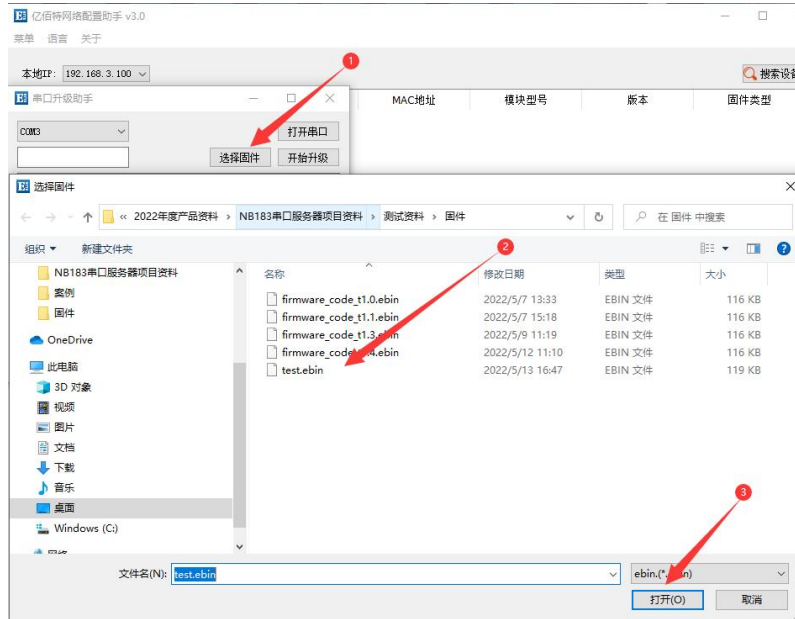 亿佰特网络配置助手 v3.0
菜单 语言 关于
本地IP: 192.168.3.100
搜索设
串口升级助手
MAC地址 模块型号 版本 固件类型
COM3 打开串口
选择固件 开始升级
1
选择固件
« 2022年度产品资料 › NB183串口服务器项目资料 › 测试资料 › 固件
在 固件 中搜索
组织 新建文件夹
2
NB183串口服务器项目资料
案例
固件
OneDrive
此电脑
3D 对象
视频
图片
文档
下载
音乐
桌面
Windows (C:)
名称 修改日期 类型 大小
firmware_code_t1.0.ebin 2022/5/7 13:33 EBIN 文件 116 KB
firmware_code_t1.1.ebin 2022/5/7 15:18 EBIN 文件 116 KB
firmware_code_t1.3.ebin 2022/5/9 11:19 EBIN 文件 116 KB
firmware_code 4.ebin 2022/5/12 11:10 EBIN 文件 116 KB
test.ebin 2022/5/13 16:47 EBIN 文件 119 KB
3
文件名(N): test.ebin
打开(O) 取消